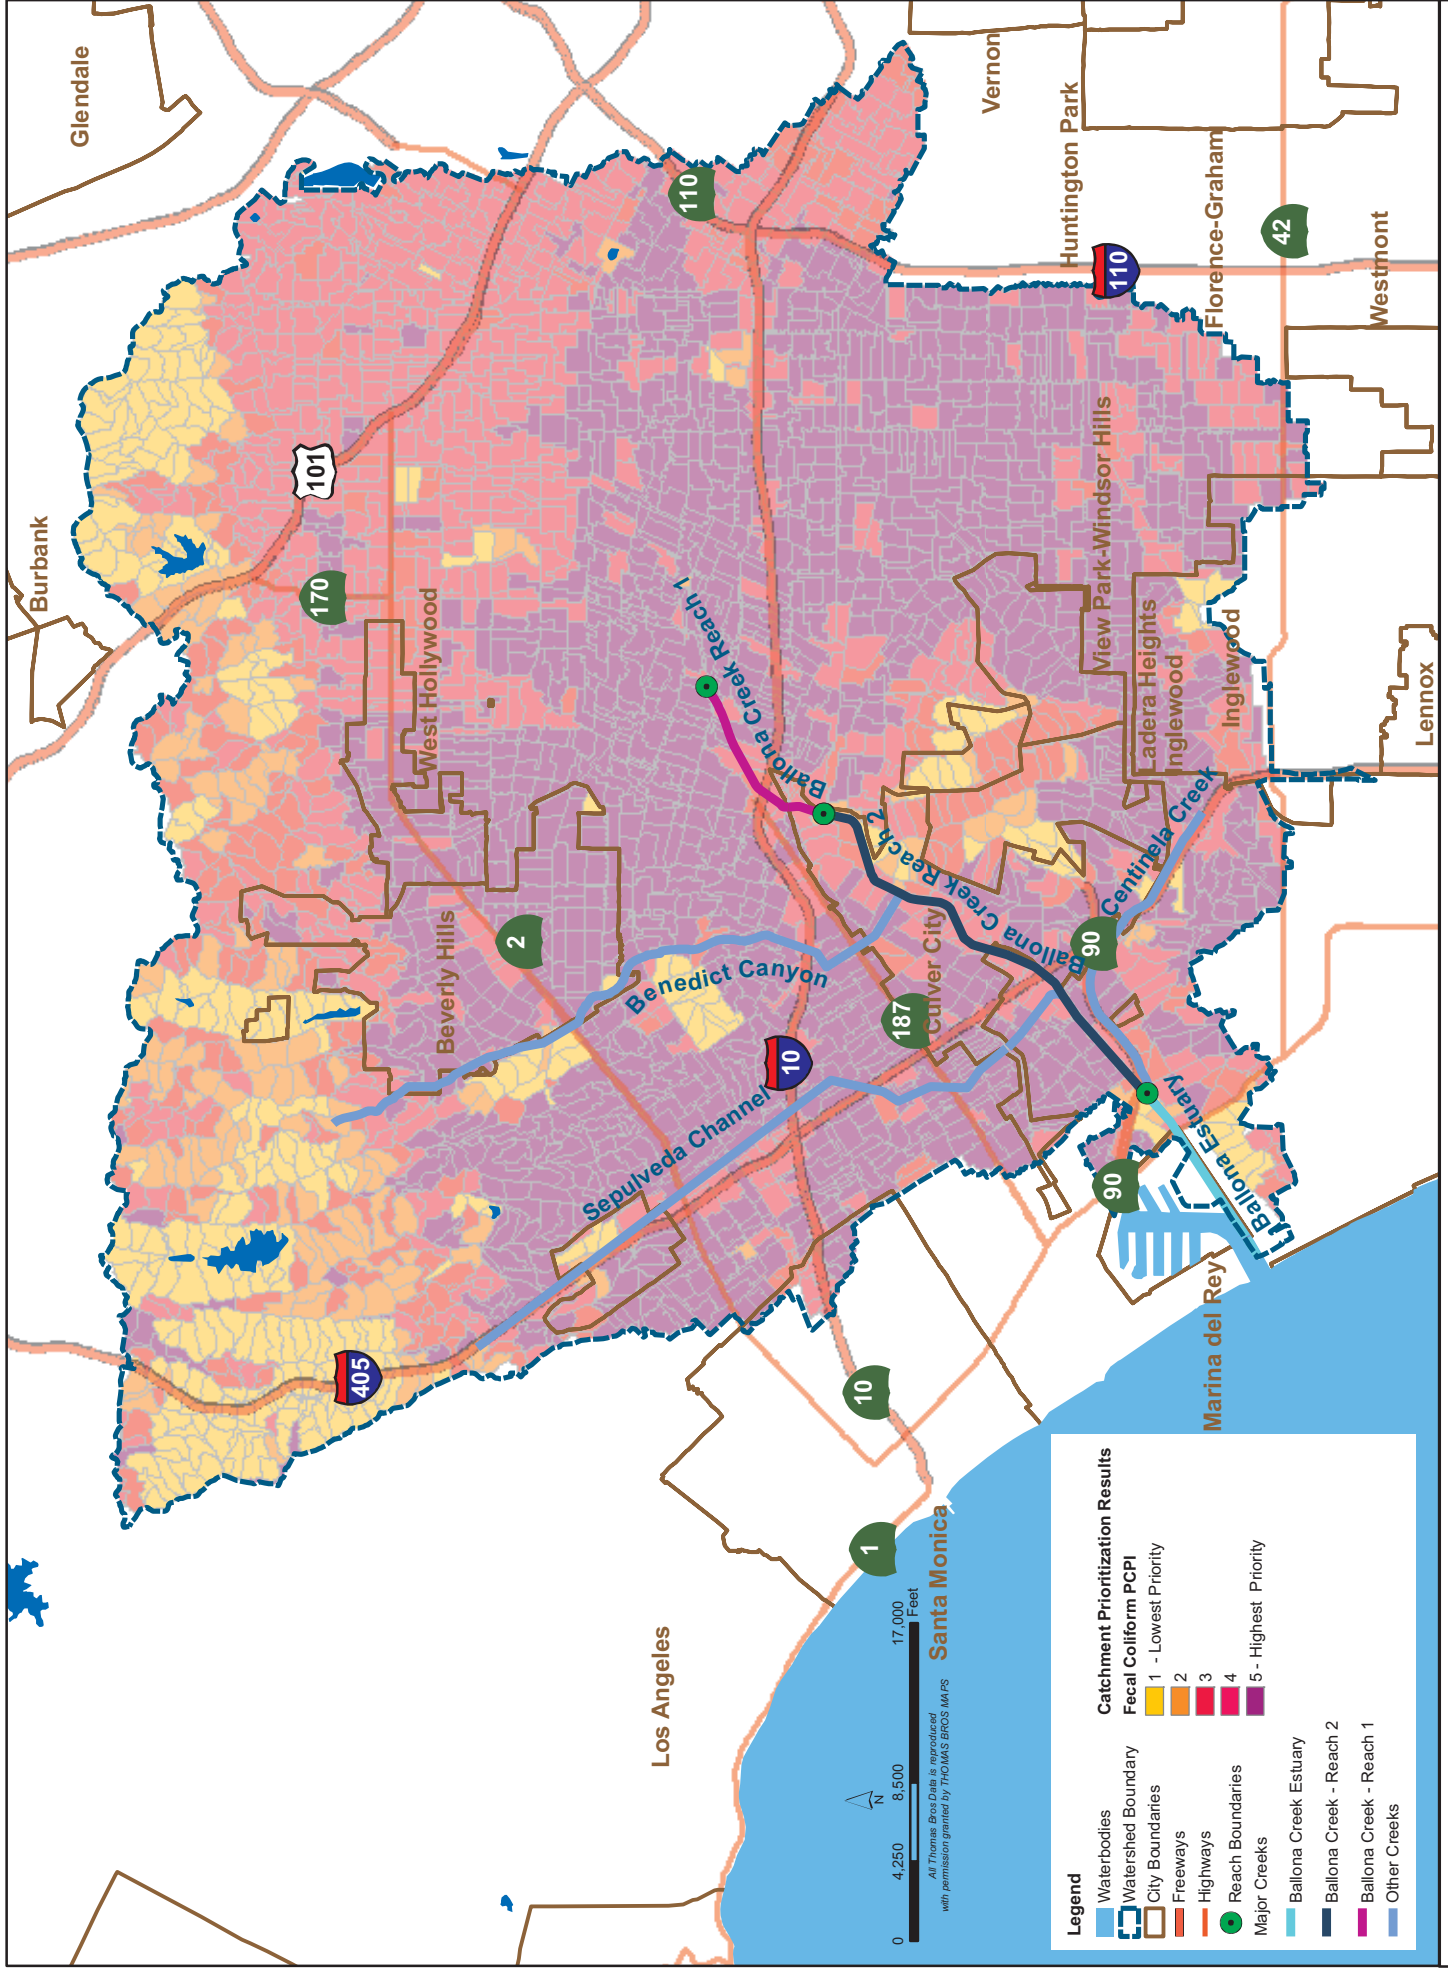 Glendale
Burbank
Vernon
Huntington Park
Florence-Graham
Westmont
Lennox
Inglewood
Ladera Heights
Inglewood
View Park-Windsor Hills
West Hollywood
Beverly Hills
Culver City
Marina del Rey
Santa Monica
Los Angeles
101
170
110
110
42
2
405
10
10
187
90
90
1
Ballona Creek Reach 1
Ballona Creek Reach 2
Benedict Canyon
Sepulveda Channel
Centinela Creek
Ballona Estuary
N
0 4,250 8,500 17,000
Feet
All Thomas Bros Data is reproduced
with permission granted by THOMAS BROS MAPS
Legend
Waterbodies
Watershed Boundary
City Boundaries
Freeways
Highways
Reach Boundaries
Major Creeks
Ballona Creek Estuary
Ballona Creek - Reach 2
Ballona Creek - Reach 1
Other Creeks
Catchment Prioritization Results
Fecal Coliform PCPI
1 - Lowest Priority
2
3
4
5 - Highest Priority